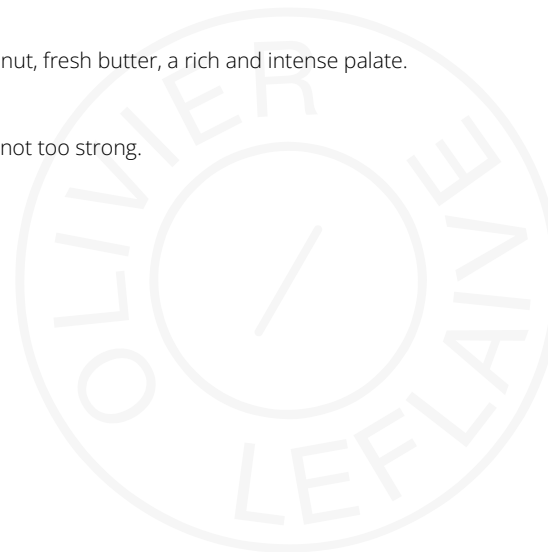 nut, fresh butter, a rich and intense palate.
not too strong.
OLIVIER
LEFLAIVE